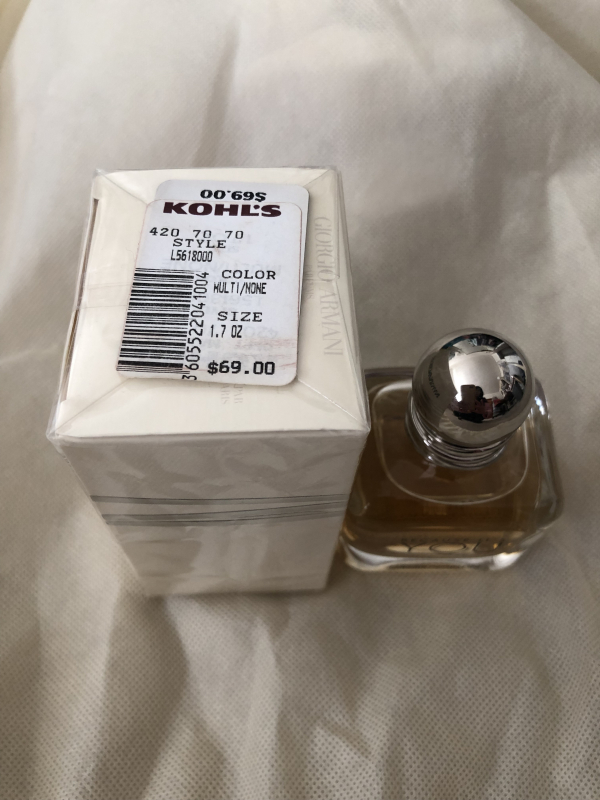 $69.00
KOHL'S
420 70 70
STYLE
L5618000
COLOR
MULTI/NONE
SIZE
1.7 OZ
$69.00
3605522041004
GIORGIO ARMANI
YOU